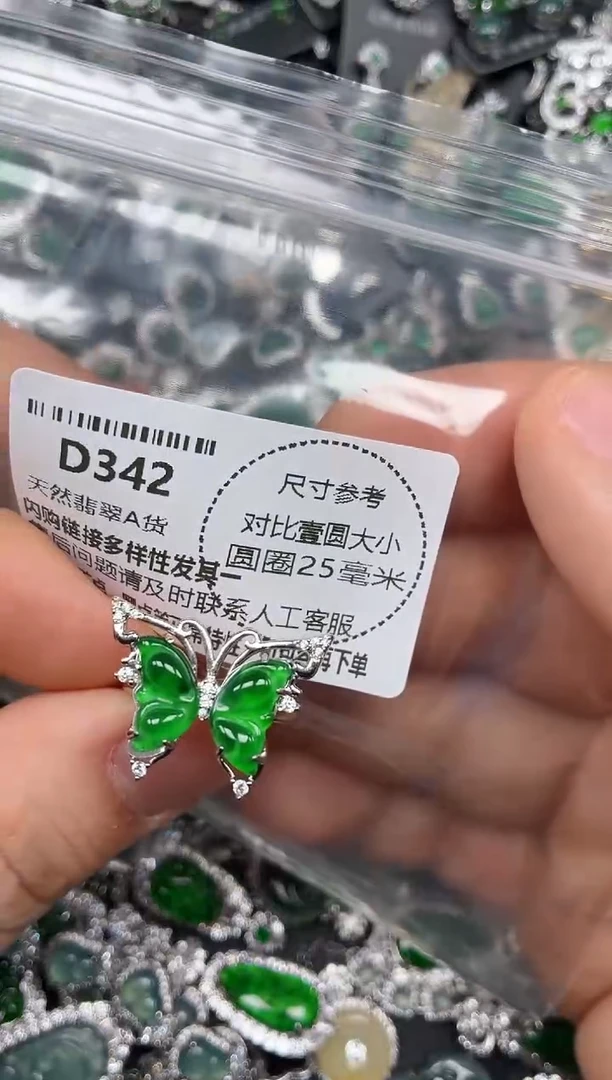 D342
天然翡翠A货
内购链接多样性发其一
尺寸参考
对比壹圆大小
圆圈25毫米
问题请及时联系人工客服
下单